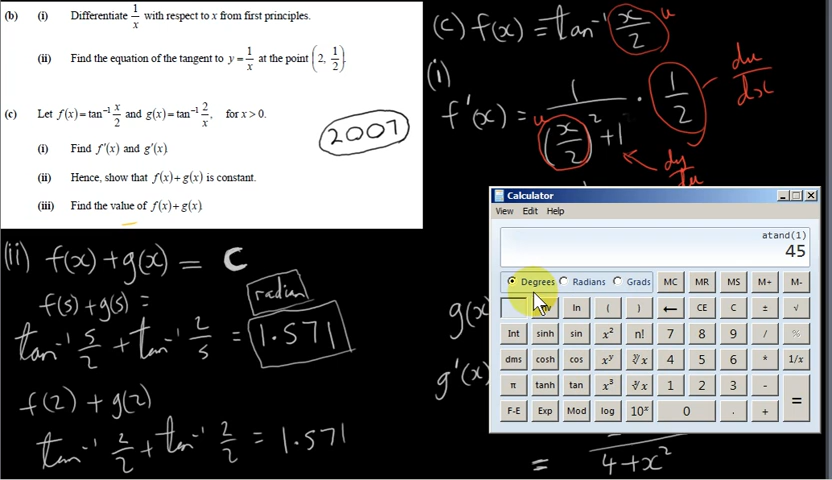 (b) (i) Differentiate 1/x with respect to x from first principles.
(ii) Find the equation of the tangent to y = 1/x at the point (2, 1/2).
(c) Let f(x) = tan⁻¹ x/2 and g(x) = tan⁻¹ 2/x, for x > 0.
2007
(i) Find f'(x) and g'(x)
(ii) Hence, show that f(x) + g(x) is constant.
(iii) Find the value of f(x) + g(x).
(c) f(x) = tan⁻¹ x/2 u
(i)
f'(x) = 1/((x/2)² + 1) · 1/2
u
du/dx
dy/du
(ii) f(x) + g(x) = C
f(5) + g(5) =
radian
tan⁻¹ 5/2 + tan⁻¹ 2/5 = 1.571
f(2) + g(2)
tan⁻¹ 2/2 + tan⁻¹ 2/2 = 1.571
g(x)
g'(x)
= 4 + x²
Calculator
View Edit Help
atand(1)
45
Degrees Radians Grads MC MR MS M+ M-
ln ( ) ← CE C ± √
Int sinh sin x² n! 7 8 9 / %
dms cosh cos xʸ ʸ√x 4 5 6 * 1/x
π tanh tan x³ ³√x 1 2 3 - =
F-E Exp Mod log 10ˣ 0 . +